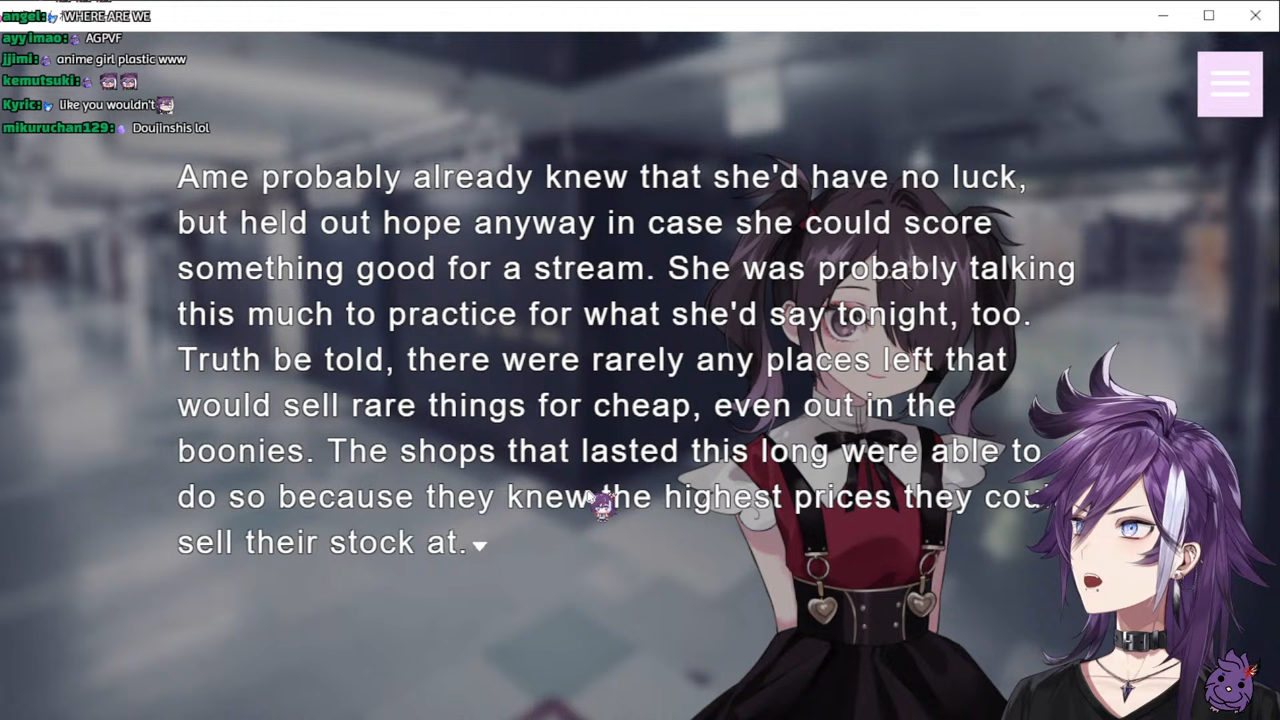 angel: WHERE ARE WE
ayy lmao: AGPVF
jjimi: anime girl plastic www
kemutsuki:
Kyric: like you wouldn't
mikuruchan129: Doujinshis lol
Ame probably already knew that she'd have no luck,
but held out hope anyway in case she could score
something good for a stream. She was probably talking
this much to practice for what she'd say tonight, too.
Truth be told, there were rarely any places left that
would sell rare things for cheap, even out in the
boonies. The shops that lasted this long were able to
do so because they knew the highest prices they
sell their stock at.